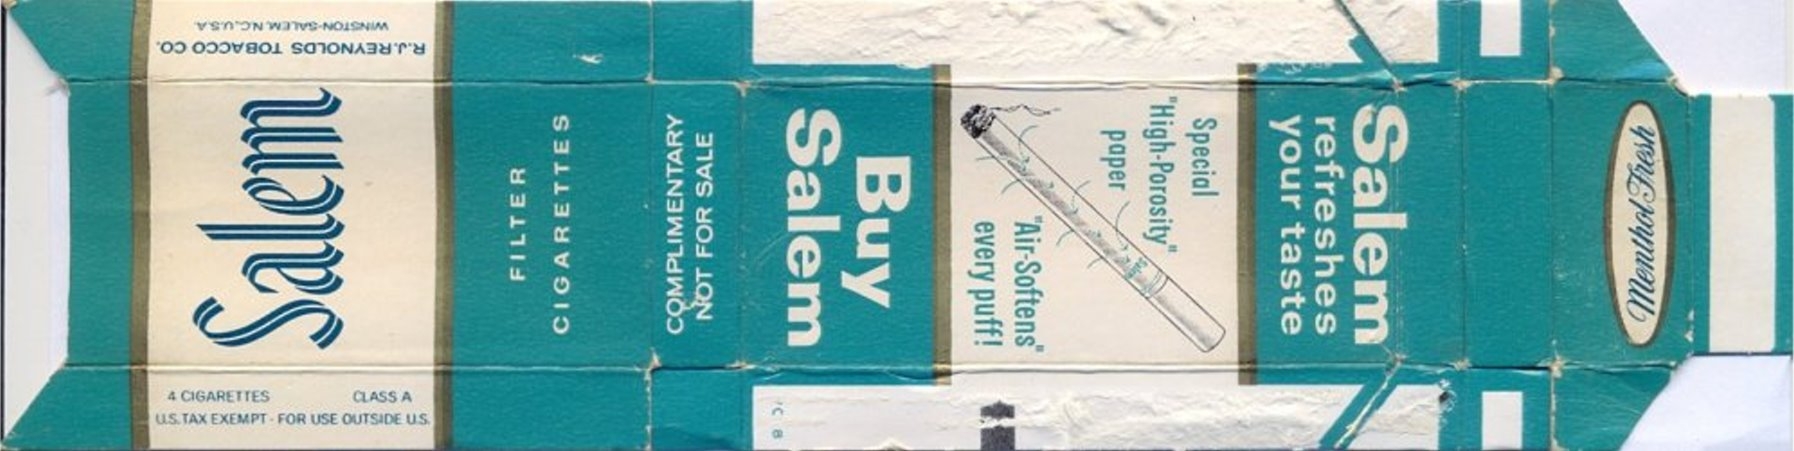 WINSTON-SALEM, N.C., U.S.A.
R.J. REYNOLDS TOBACCO CO.
Salem
4 CIGARETTES CLASS A
U.S. TAX EXEMPT - FOR USE OUTSIDE U.S.
FILTER
CIGARETTES
COMPLIMENTARY
NOT FOR SALE
Buy
Salem
Special
"High-Porosity"
paper
"Air-Softens"
every puff!
Salem
refreshes
your taste
Menthol Fresh